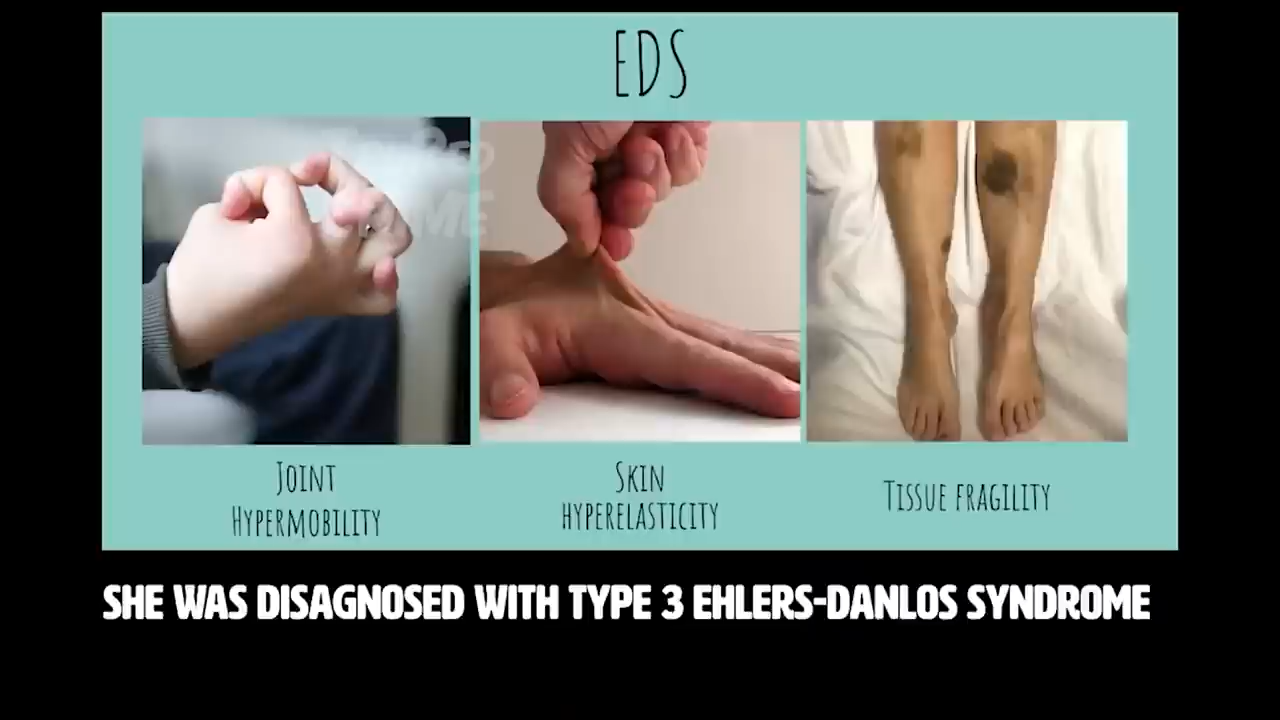 EDS
JOINT
HYPERMOBILITY
SKIN
HYPERELASTICITY
TISSUE FRAGILITY
SHE WAS DISAGNOSED WITH TYPE 3 EHLERS-DANLOS SYNDROME